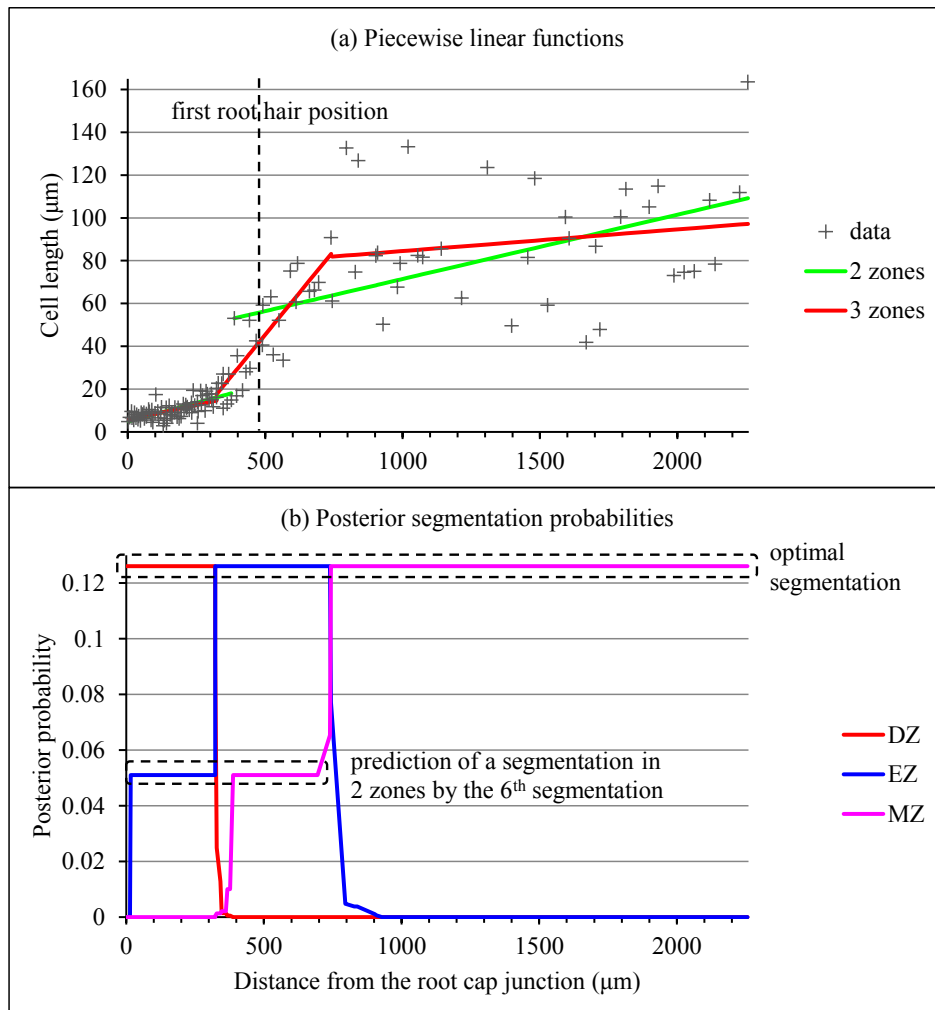 (a) Piecewise linear functions
160
140
120
100
80
60
40
20
0
Cell length (μm)
first root hair position
data
2 zones
3 zones
0 500 1000 1500 2000
(b) Posterior segmentation probabilities
optimal
segmentation
0.12
0.1
0.08
0.06
0.04
0.02
0
Posterior probability
prediction of a segmentation in
2 zones by the 6th segmentation
DZ
EZ
MZ
0 500 1000 1500 2000
Distance from the root cap junction (μm)